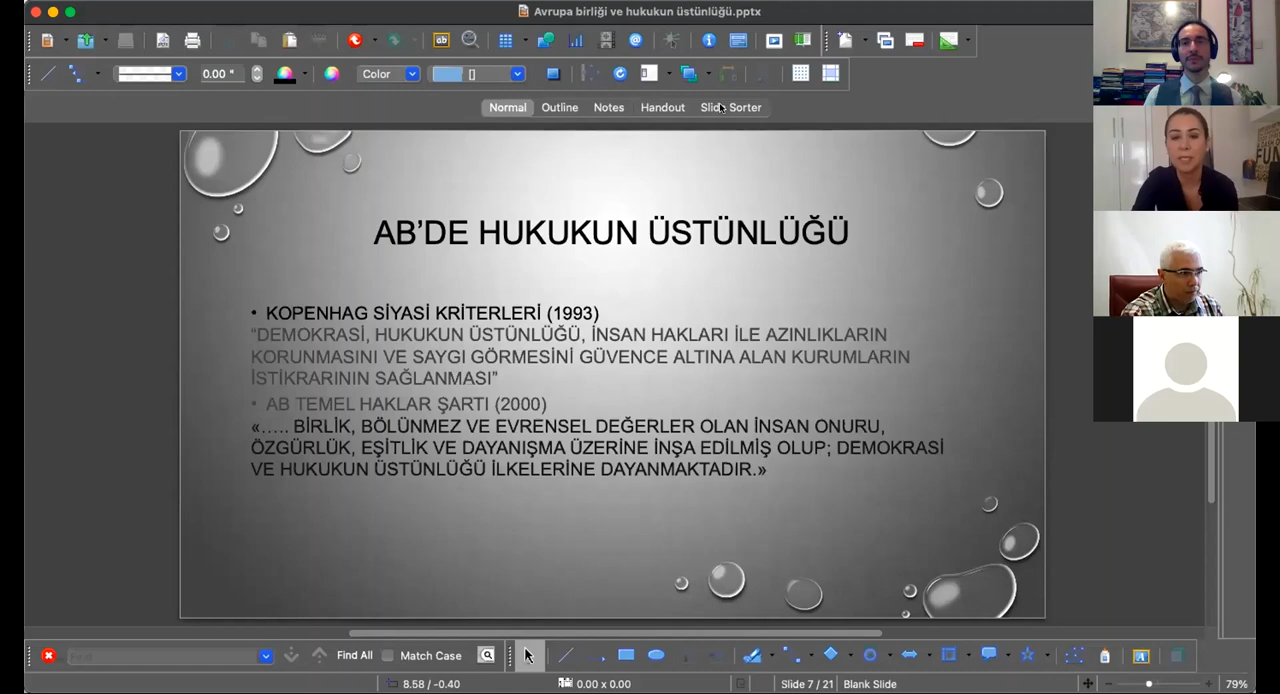 Avrupa birliği ve hukukun üstünlüğü.pptx
0.00 "
Color
[]
Normal
Outline
Notes
Handout
Slide Sorter
AB'DE HUKUKUN ÜSTÜNLÜĞÜ
• KOPENHAG SİYASİ KRİTERLERİ (1993)
"DEMOKRASİ, HUKUKUN ÜSTÜNLÜĞÜ, İNSAN HAKLARI İLE AZINLIKLARIN
KORUNMASINI VE SAYGI GÖRMESİNİ GÜVENCE ALTINA ALAN KURUMLARIN
İSTİKRARININ SAĞLANMASI"
• AB TEMEL HAKLAR ŞARTI (2000)
«….. BİRLİK, BÖLÜNMEZ VE EVRENSEL DEĞERLER OLAN İNSAN ONURU,
ÖZGÜRLÜK, EŞİTLİK VE DAYANIŞMA ÜZERİNE İNŞA EDİLMİŞ OLUP; DEMOKRASİ
VE HUKUKUN ÜSTÜNLÜĞÜ İLKELERİNE DAYANMAKTADIR.»
Find
Find All
Match Case
8.58 / -0.40
0.00 x 0.00
Slide 7 / 21
Blank Slide
79%